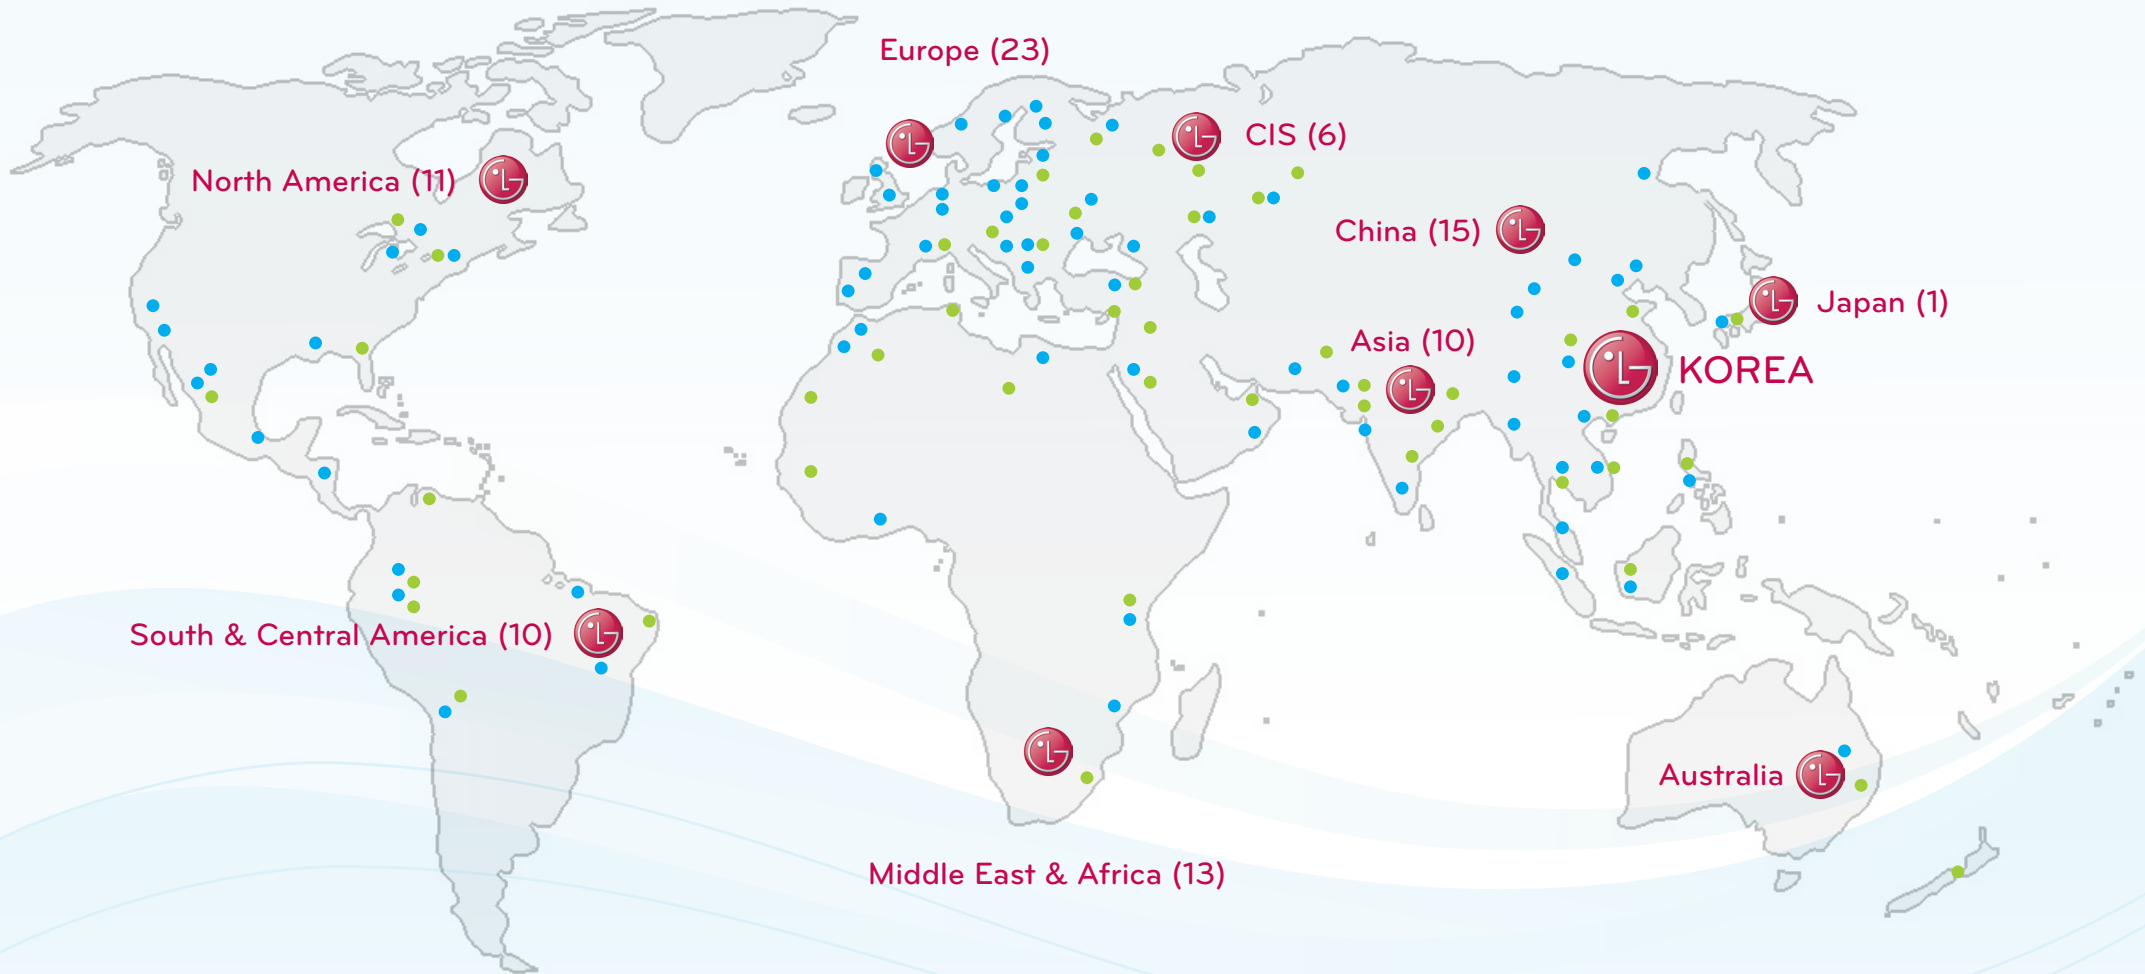 Europe (23)
CIS (6)
North America (11)
China (15)
Japan (1)
Asia (10)
KOREA
South & Central America (10)
Australia
Middle East & Africa (13)